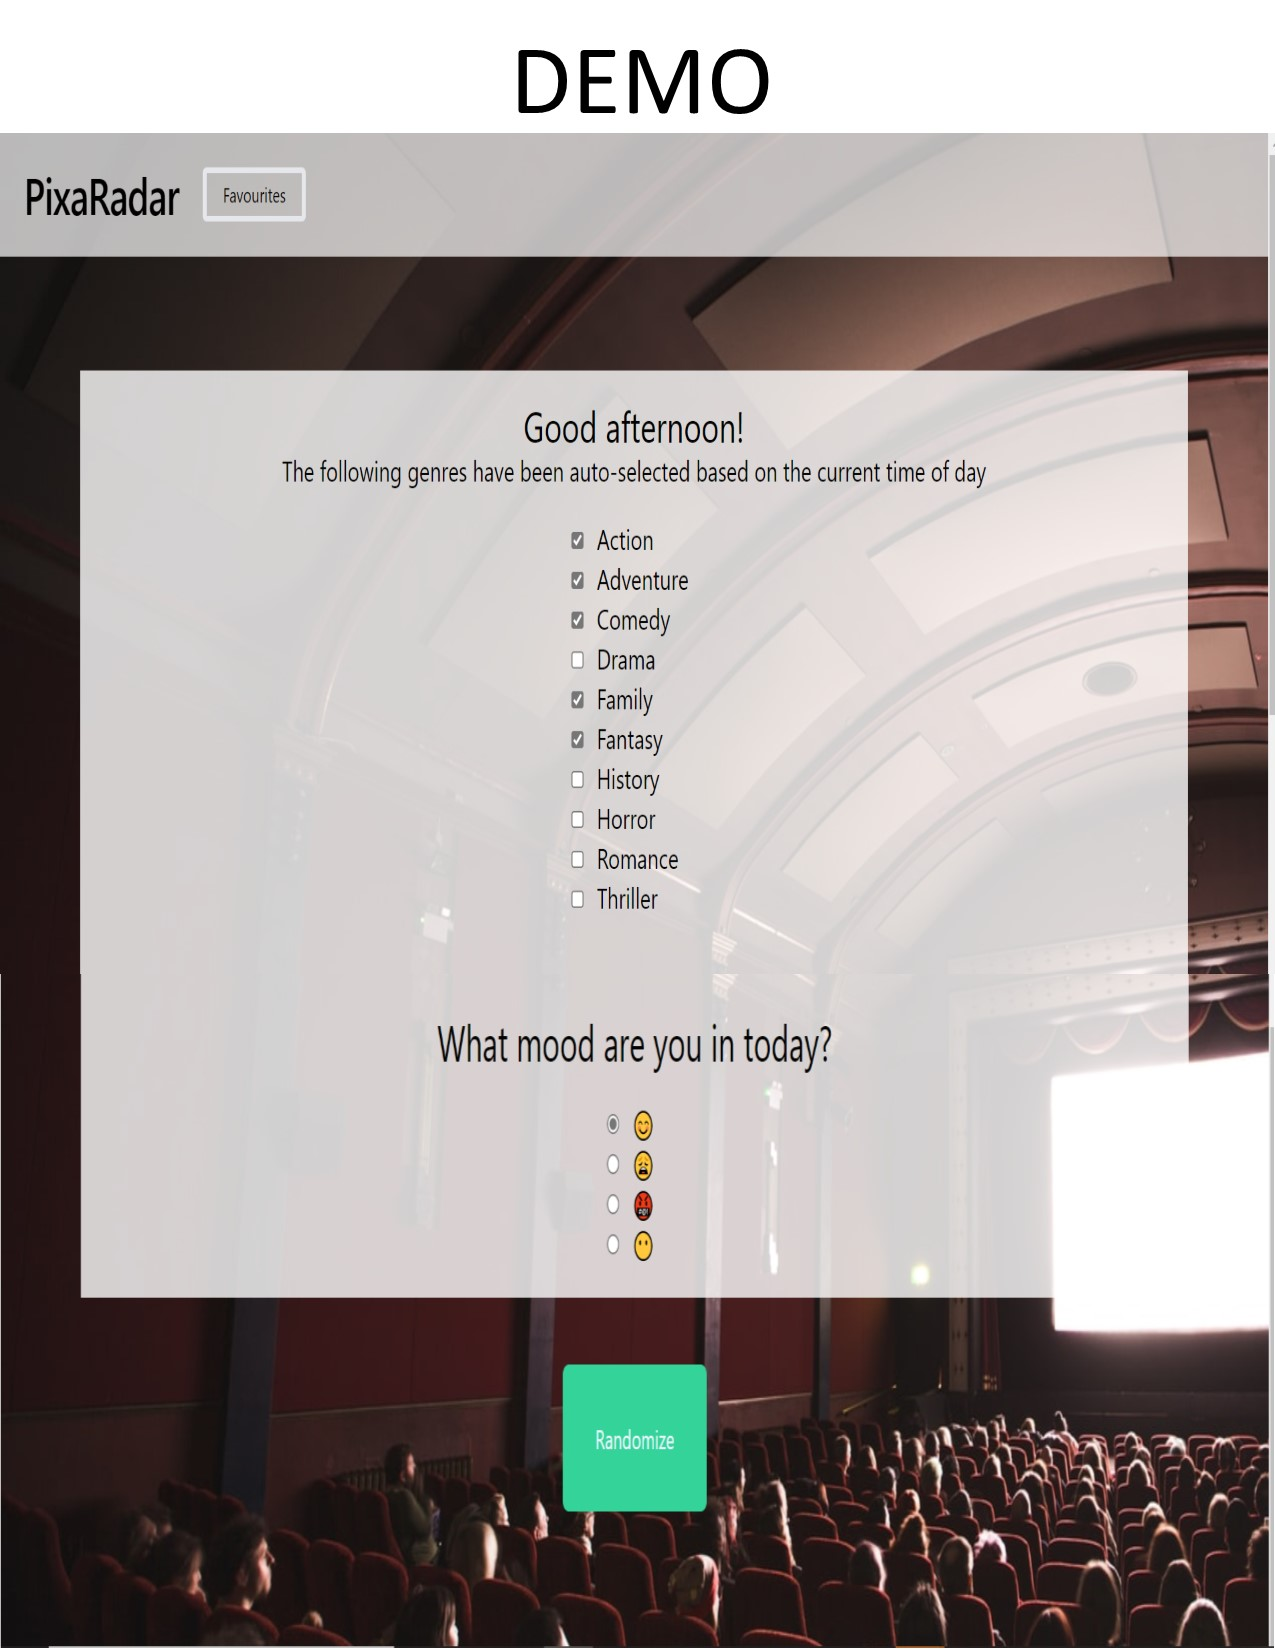 DEMO
PixaRadar Favourites
Good afternoon!
The following genres have been auto-selected based on the current time of day
Action
Adventure
Comedy
Drama
Family
Fantasy
History
Horror
Romance
Thriller
What mood are you in today?
Randomize